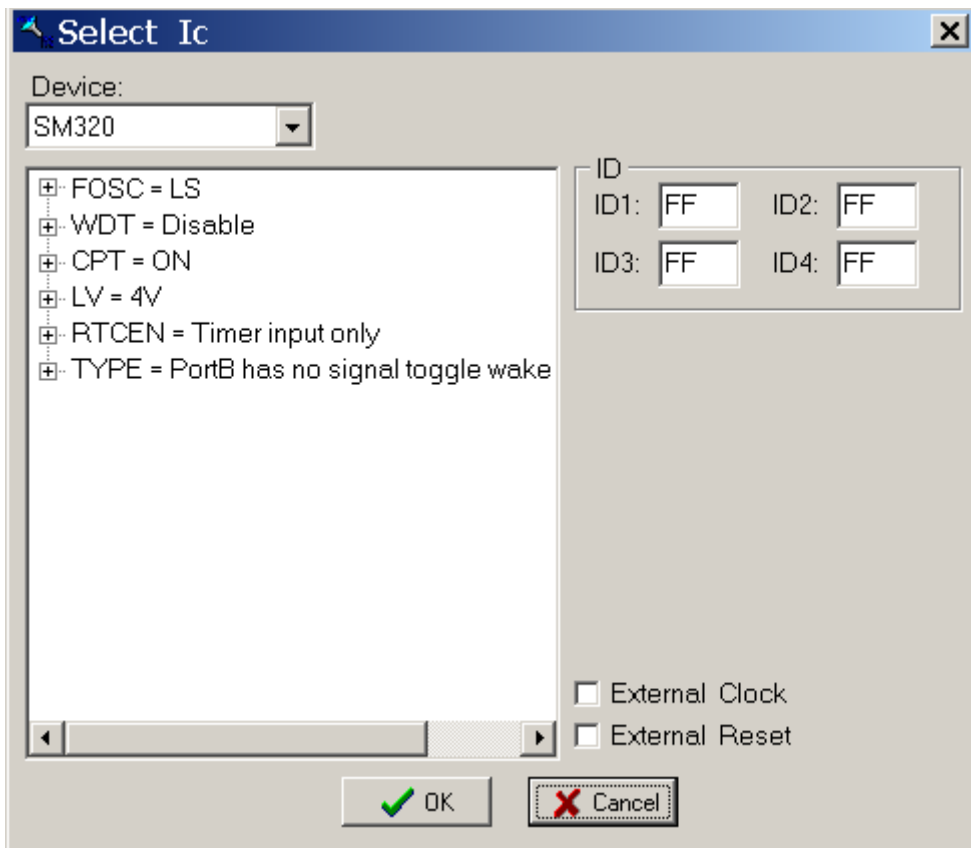 Select Ic
Device:
SM320
FOSC = LS
WDT = Disable
CPT = ON
LV = 4V
RTCEN = Timer input only
TYPE = PortB has no signal toggle wake
ID
ID1: FF ID2: FF
ID3: FF ID4: FF
External Clock
External Reset
OK Cancel